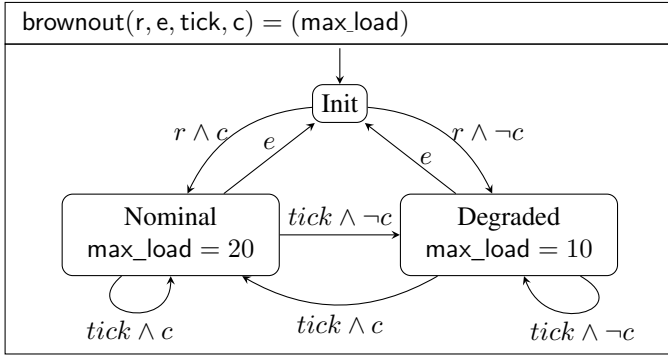 brownout(r, e, tick, c) = (max_load)
Init
r ∧ c
e
e
r ∧ ¬c
Nominal
max_load = 20
tick ∧ ¬c
Degraded
max_load = 10
tick ∧ c
tick ∧ c
tick ∧ ¬c